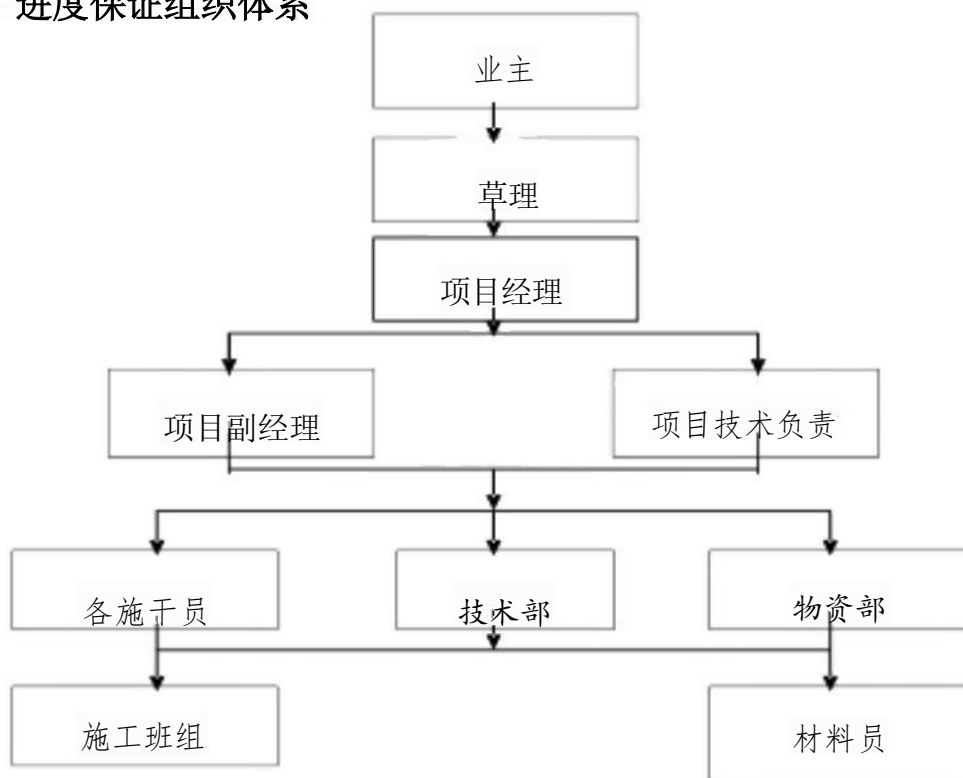 进度保证组织体系
业主
草理
项目经理
项目副经理
项目技术负责
各施干员
技术部
物资部
施工班组
材料员